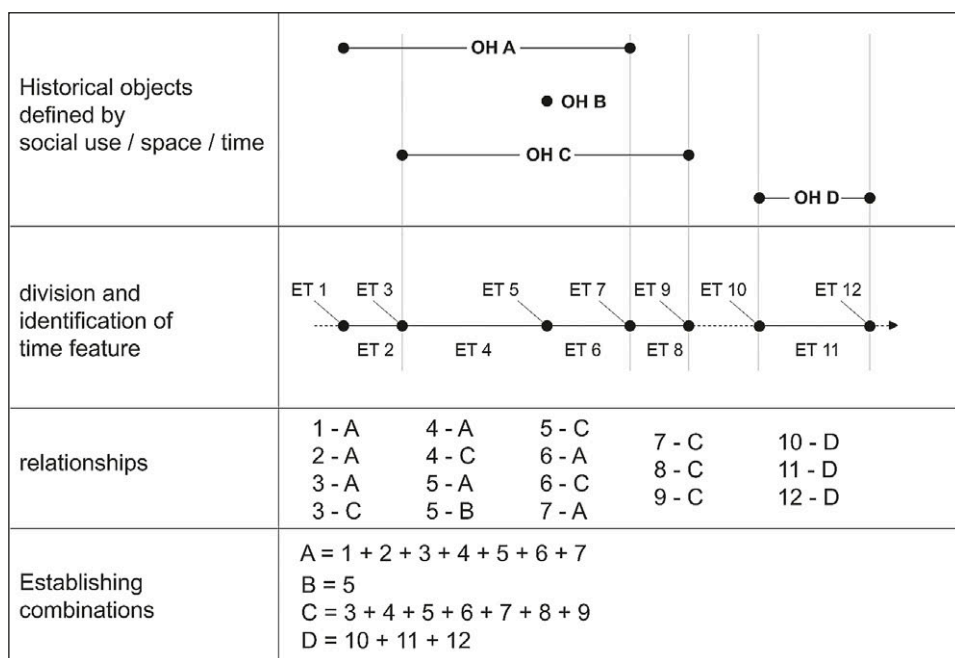 Historical objects
defined by
social use / space / time
OH A
OH B
OH C
OH D
division and
identification of
time feature
ET 1 ET 3 ET 5 ET 7 ET 9 ET 10 ET 12
ET 2 ET 4 ET 6 ET 8 ET 11
relationships
1 - A 4 - A 5 - C 7 - C 10 - D
2 - A 4 - C 6 - A 8 - C 11 - D
3 - A 5 - A 6 - C 9 - C 12 - D
3 - C 5 - B 7 - A
Establishing
combinations
A = 1 + 2 + 3 + 4 + 5 + 6 + 7
B = 5
C = 3 + 4 + 5 + 6 + 7 + 8 + 9
D = 10 + 11 + 12